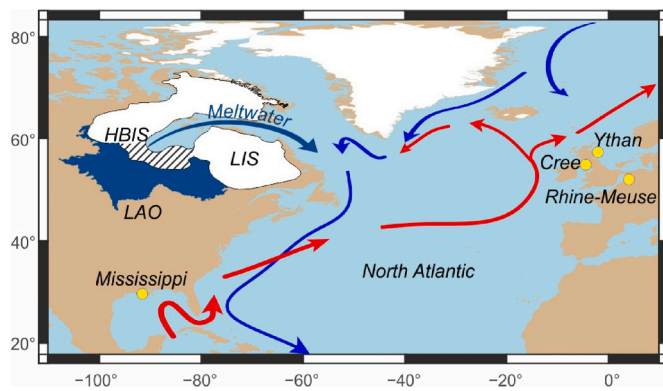 80°
Meltwater
60°
HBIS
LIS
Ythan
Cree
Rhine-Meuse
LAO
40°
Mississippi
North Atlantic
20°
−100° −80° −60° −40° −20° 0°